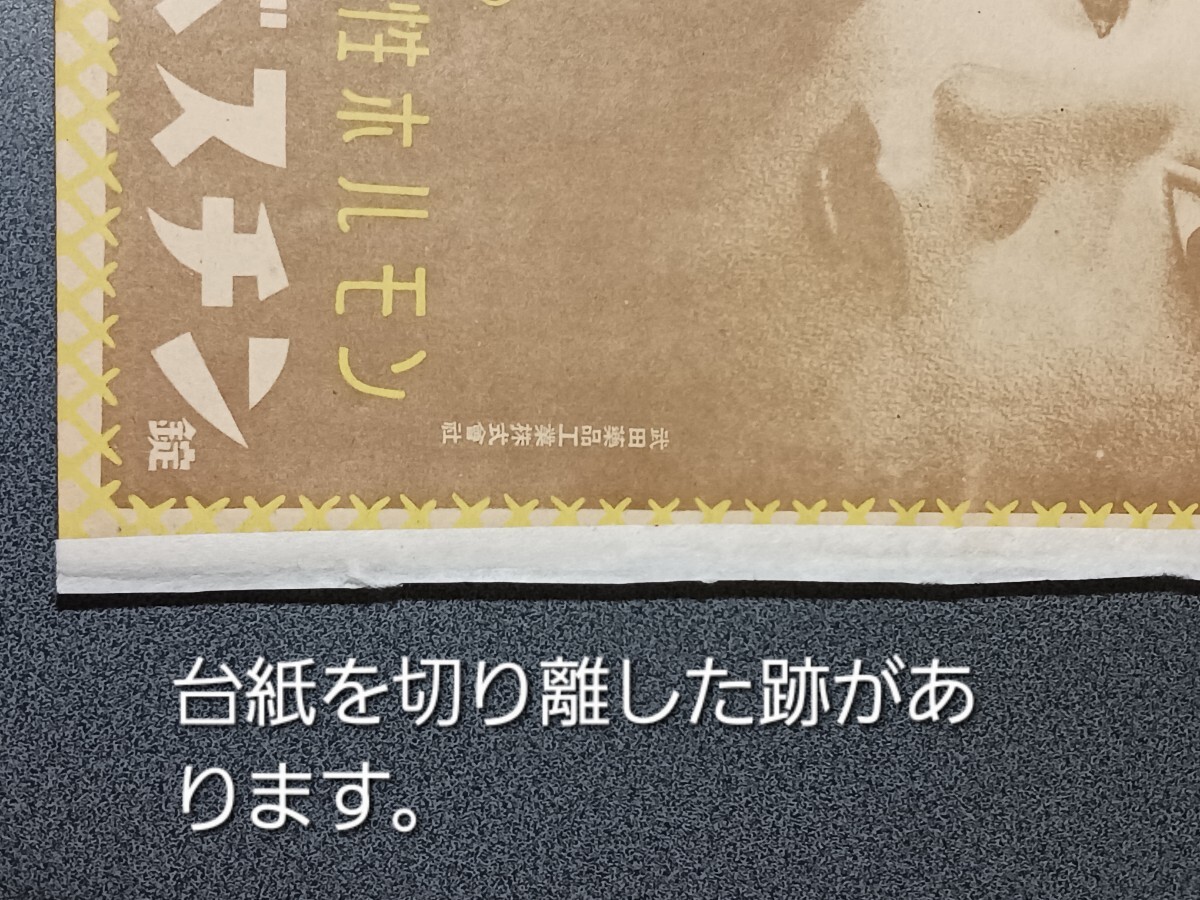 性ホルモン
スチン錠
武田薬品工業株式會社
台紙を切り離した跡があ
ります。